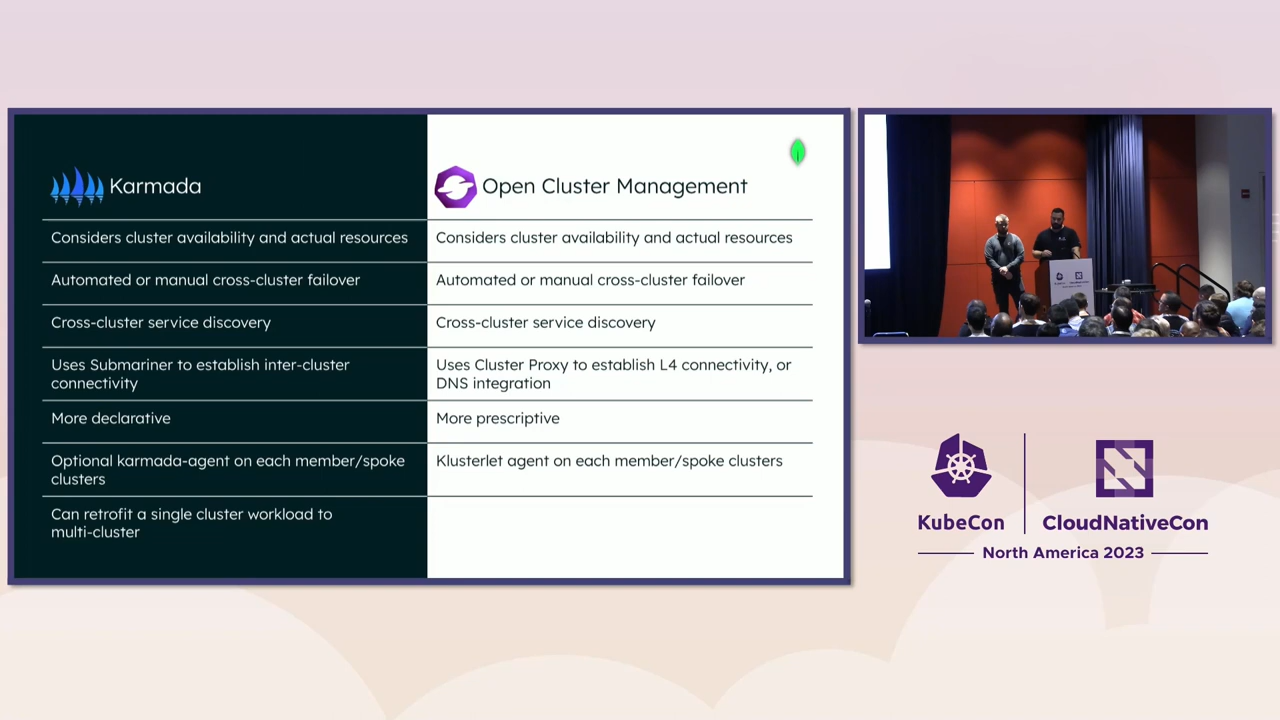 Karmada
Open Cluster Management
Considers cluster availability and actual resources
Considers cluster availability and actual resources
Automated or manual cross-cluster failover
Automated or manual cross-cluster failover
Cross-cluster service discovery
Cross-cluster service discovery
Uses Submariner to establish inter-cluster
connectivity
Uses Cluster Proxy to establish L4 connectivity, or
DNS integration
More declarative
More prescriptive
Optional karmada-agent on each member/spoke
clusters
Klusterlet agent on each member/spoke clusters
Can retrofit a single cluster workload to
multi-cluster
KubeCon
CloudNativeCon
North America 2023